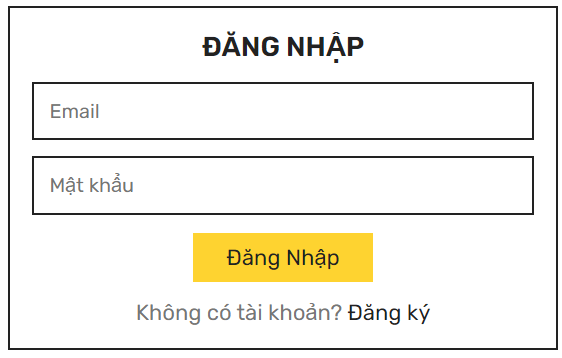 ĐĂNG NHẬP
Email
Mật khẩu
Đăng Nhập
Không có tài khoản? Đăng ký